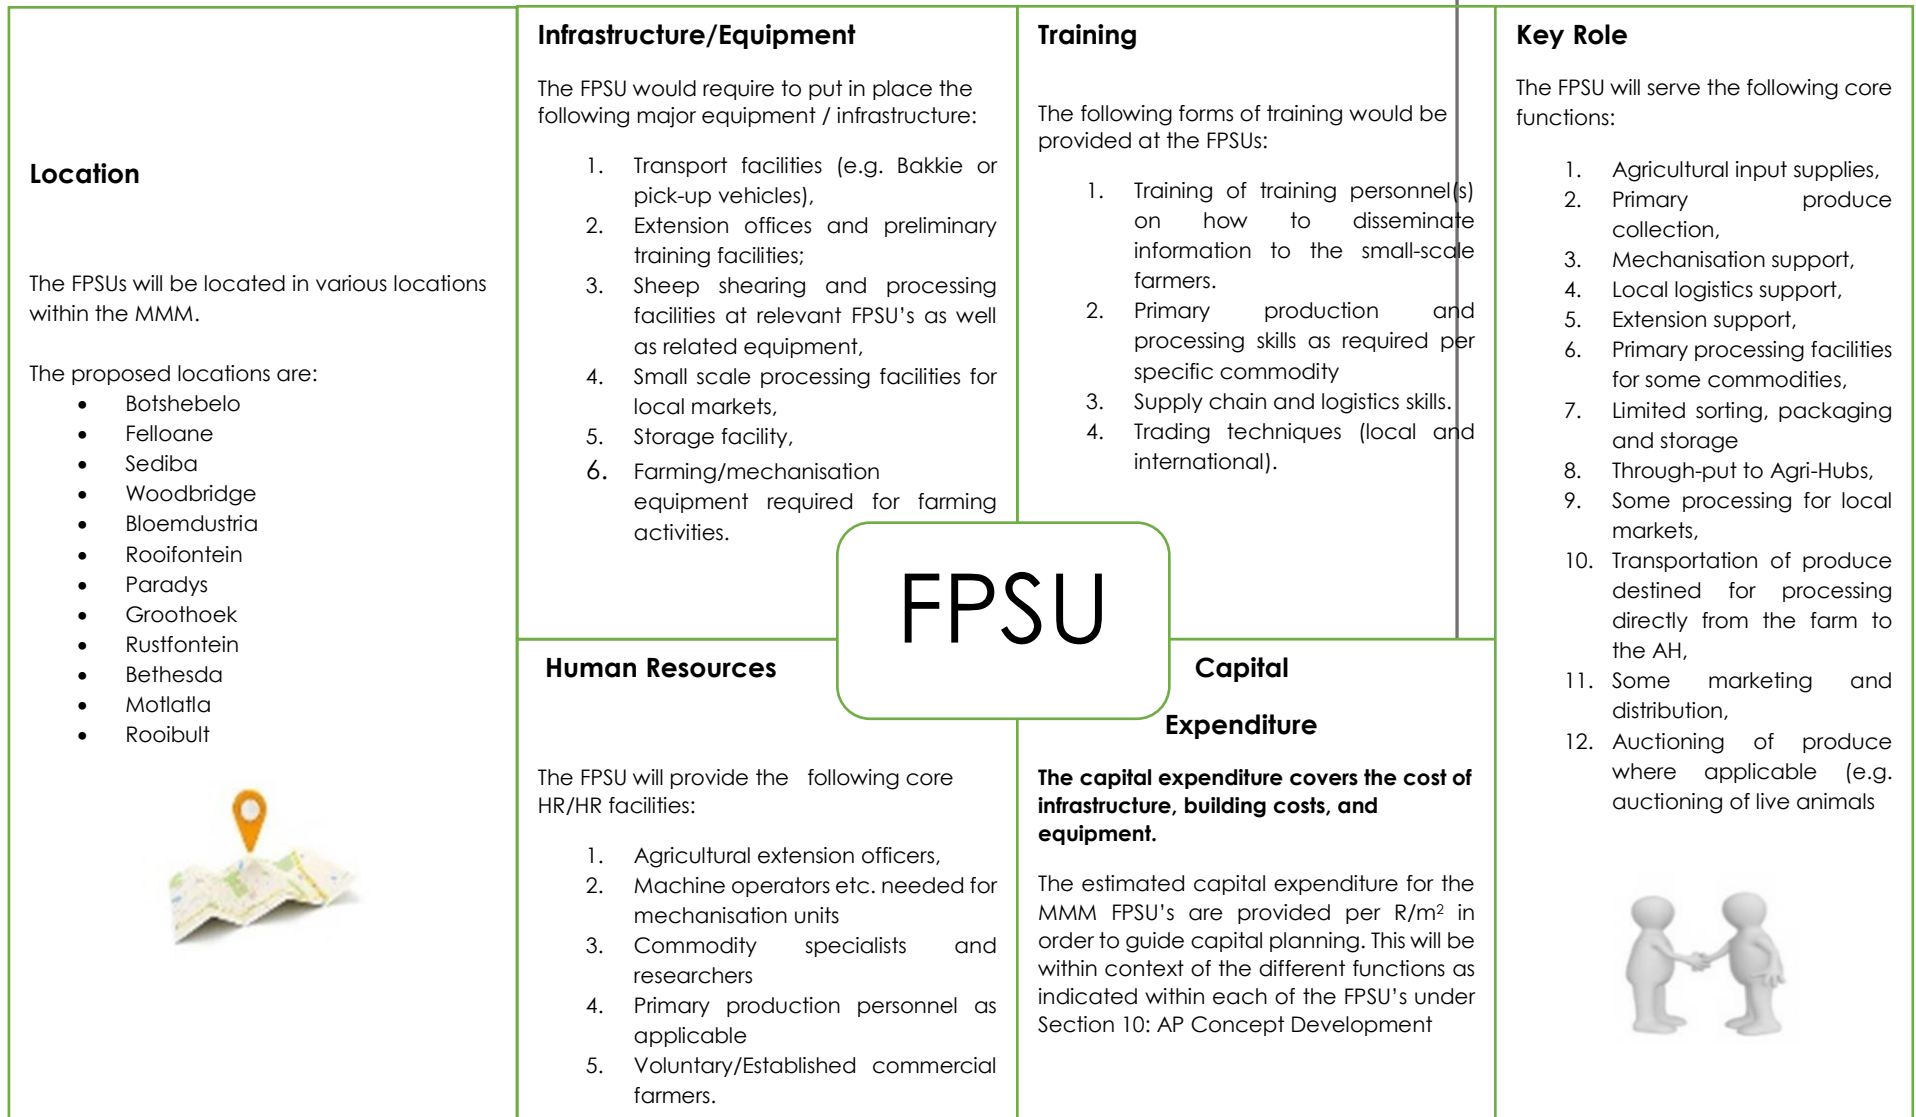 Location
The FPSUs will be located in various locations
within the MMM.
The proposed locations are:
• Botshebelo
• Felloane
• Sediba
• Woodbridge
• Bloemdustria
• Rooifontein
• Paradys
• Groothoek
• Rustfontein
• Bethesda
• Motlatla
• Rooibult
Infrastructure/Equipment
The FPSU would require to put in place the
following major equipment / infrastructure:
1. Transport facilities (e.g. Bakkie or
pick-up vehicles),
2. Extension offices and preliminary
training facilities;
3. Sheep shearing and processing
facilities at relevant FPSU's as well
as related equipment,
4. Small scale processing facilities for
local markets,
5. Storage facility,
6. Farming/mechanisation
equipment required for farming
activities.
Training
The following forms of training would be
provided at the FPSUs:
1. Training of training personnel(s)
on how to disseminate
information to the small-scale
farmers.
2. Primary production and
processing skills as required per
specific commodity
3. Supply chain and logistics skills.
4. Trading techniques (local and
international).
FPSU
Human Resources
The FPSU will provide the following core
HR/HR facilities:
1. Agricultural extension officers,
2. Machine operators etc. needed for
mechanisation units
3. Commodity specialists and
researchers
4. Primary production personnel as
applicable
5. Voluntary/Established commercial
farmers.
Capital
Expenditure
The capital expenditure covers the cost of
infrastructure, building costs, and
equipment.
The estimated capital expenditure for the
MMM FPSU's are provided per R/m² in
order to guide capital planning. This will be
within context of the different functions as
indicated within each of the FPSU's under
Section 10: AP Concept Development
Key Role
The FPSU will serve the following core
functions:
1. Agricultural input supplies,
2. Primary produce
collection,
3. Mechanisation support,
4. Local logistics support,
5. Extension support,
6. Primary processing facilities
for some commodities,
7. Limited sorting, packaging
and storage
8. Through-put to Agri-Hubs,
9. Some processing for local
markets,
10. Transportation of produce
destined for processing
directly from the farm to
the AH,
11. Some marketing and
distribution,
12. Auctioning of produce
where applicable (e.g.
auctioning of live animals